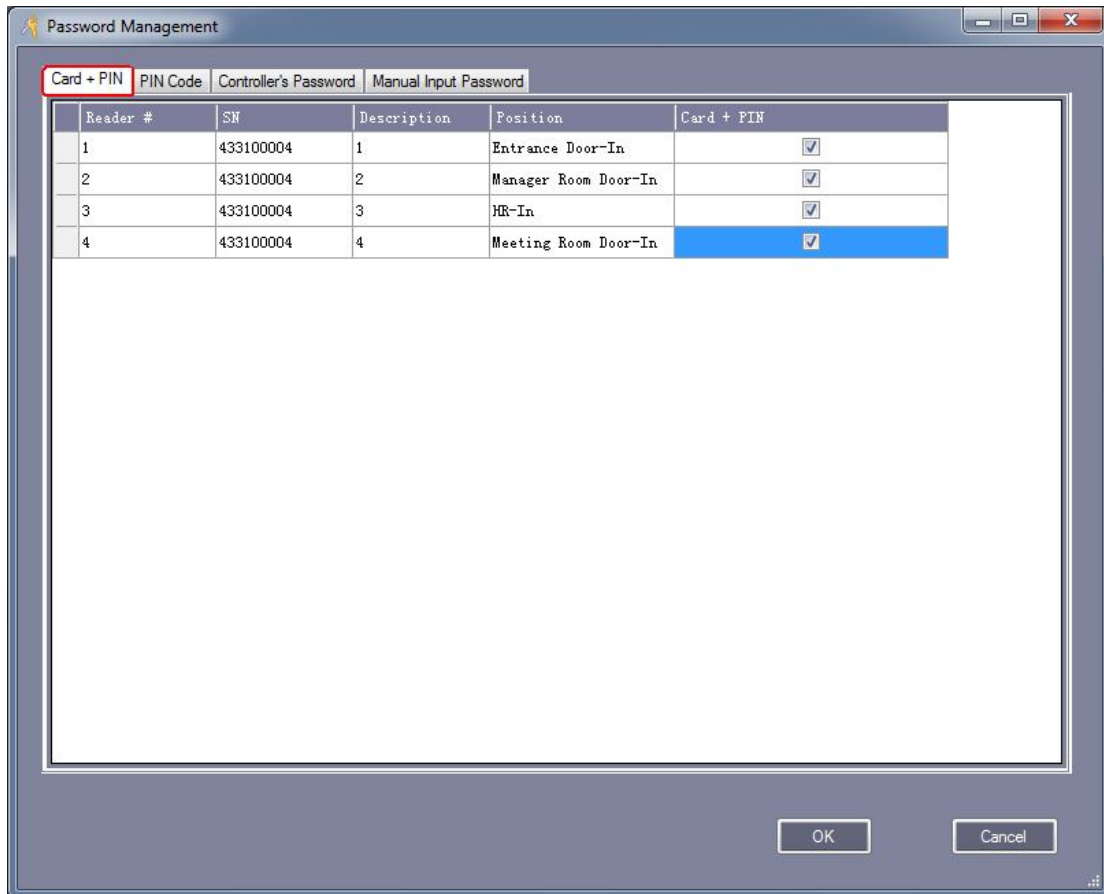 Password Management
Card + PIN PIN Code Controller's Password Manual Input Password
Reader # SN Description Position Card + PIN
1 433100004 1 Entrance Door-In
2 433100004 2 Manager Room Door-In
3 433100004 3 HR-In
4 433100004 4 Meeting Room Door-In
OK Cancel